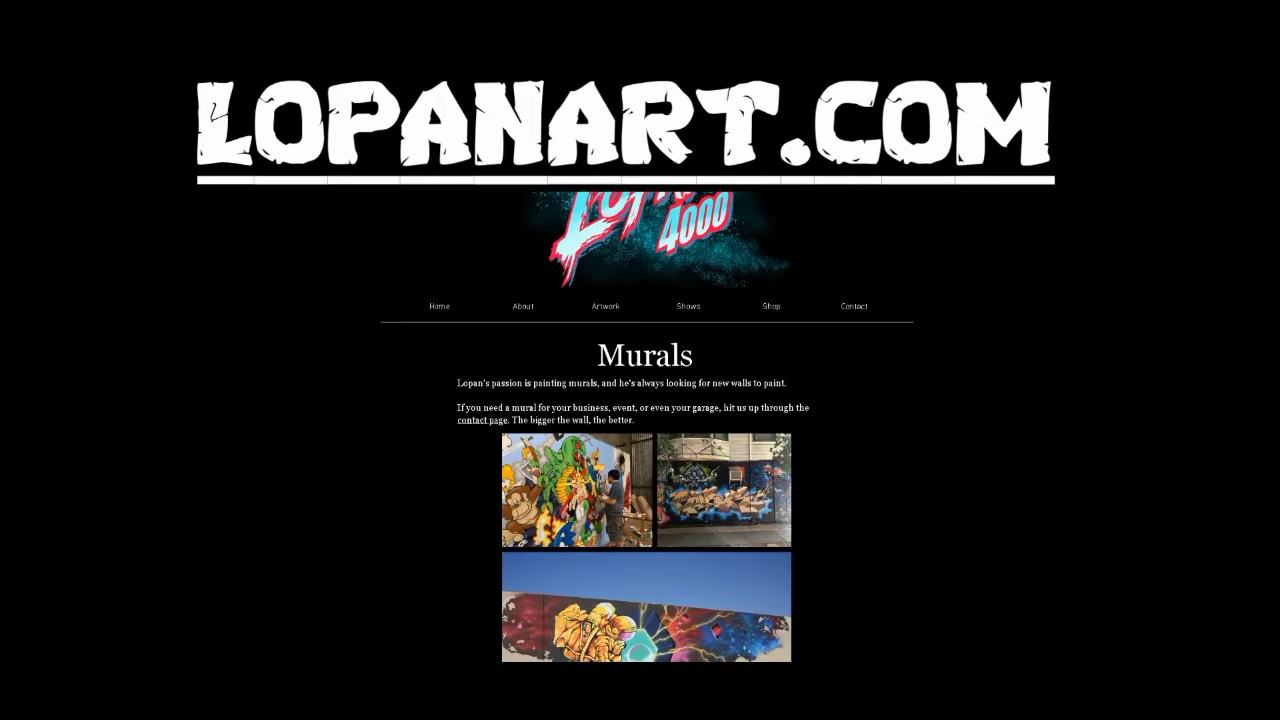 LOPANART.COM
4000
Home About Artwork Shows Shop Contact
Murals
Lopan's passion is painting murals, and he's always looking for new walls to paint.
If you need a mural for your business, event, or even your garage, hit us up through the
contact page. The bigger the wall, the better.